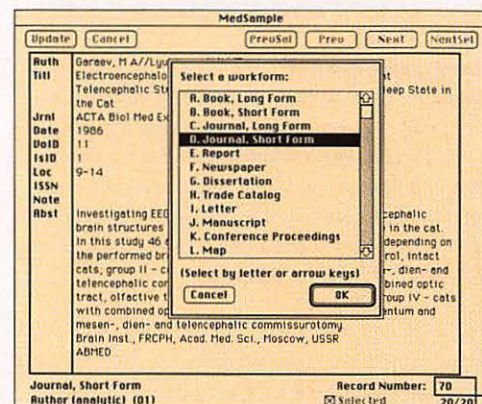 MedSample
Update Cancel PrevSel Prev Next NextSel
Auth Garaev, M A//Lyu
Titl Electroencephalo
Telencephalic Str eep State in
the Cat
Jrnl ACTA Biol Med Ex
Date 1986
VolD 11
IsID 1
Loc 9-14
ISSN
Note
Abst Investigating EEG cephalic
brain structures in the cat.
In this study 46 depending on
the performed br rol, intact
cats; group II - c -, dien- and
telencephalic con bined optic
tract, olfactive t roup IV - cats
with combined op entum and
mesen-, dien- and telencephalic commissurotomy.
Brain Inst., FRCPH, Acad. Med. Sci., Moscow, USSR
ABMED
Select a workform:
A. Book, Long Form
B. Book, Short Form
C. Journal, Long Form
D. Journal, Short Form
E. Report
F. Newspaper
G. Dissertation
H. Trade Catalog
I. Letter
J. Manuscript
K. Conference Proceedings
L. Map
(Select by letter or arrow keys)
Cancel OK
Journal, Short Form Record Number: 70
Author (analytic) (01) Selected 20/20